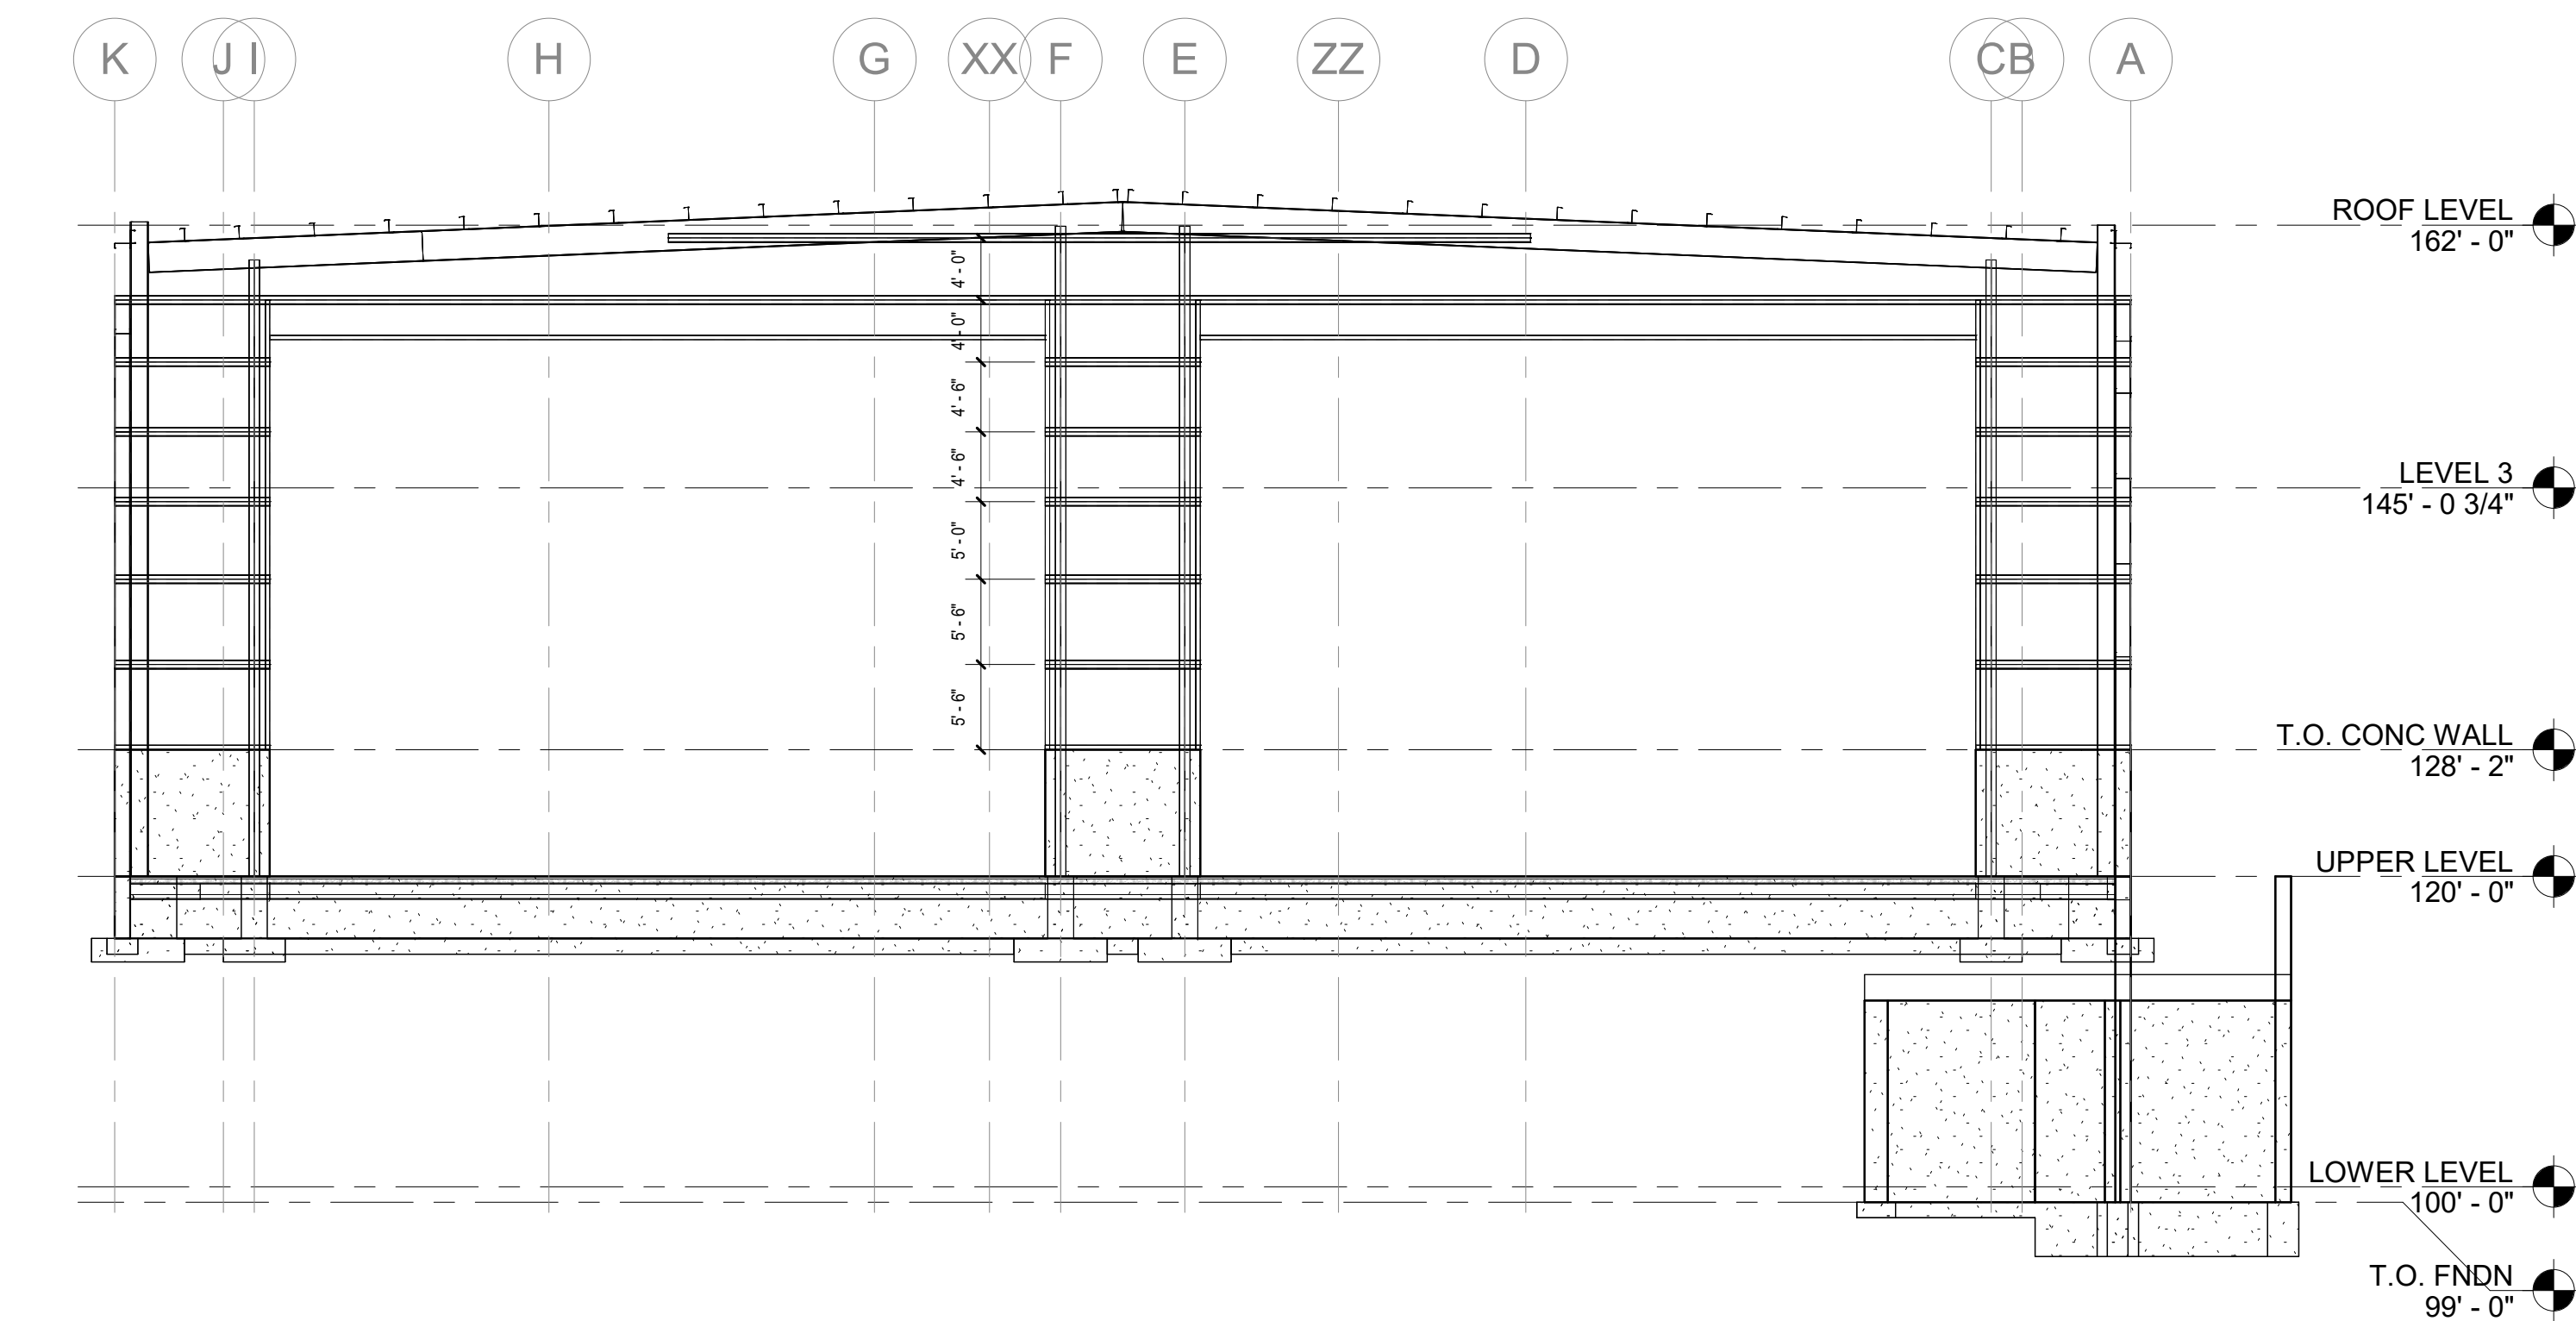 K J I H G XX F E ZZ D C B A
ROOF LEVEL
162' - 0"
4' - 0"
4' - 0"
4' - 6"
LEVEL 3
145' - 0 3/4"
4' - 6"
5' - 0"
5' - 6"
5' - 6"
T.O. CONC WALL
128' - 2"
UPPER LEVEL
120' - 0"
LOWER LEVEL
100' - 0"
T.O. FNDN
99' - 0"